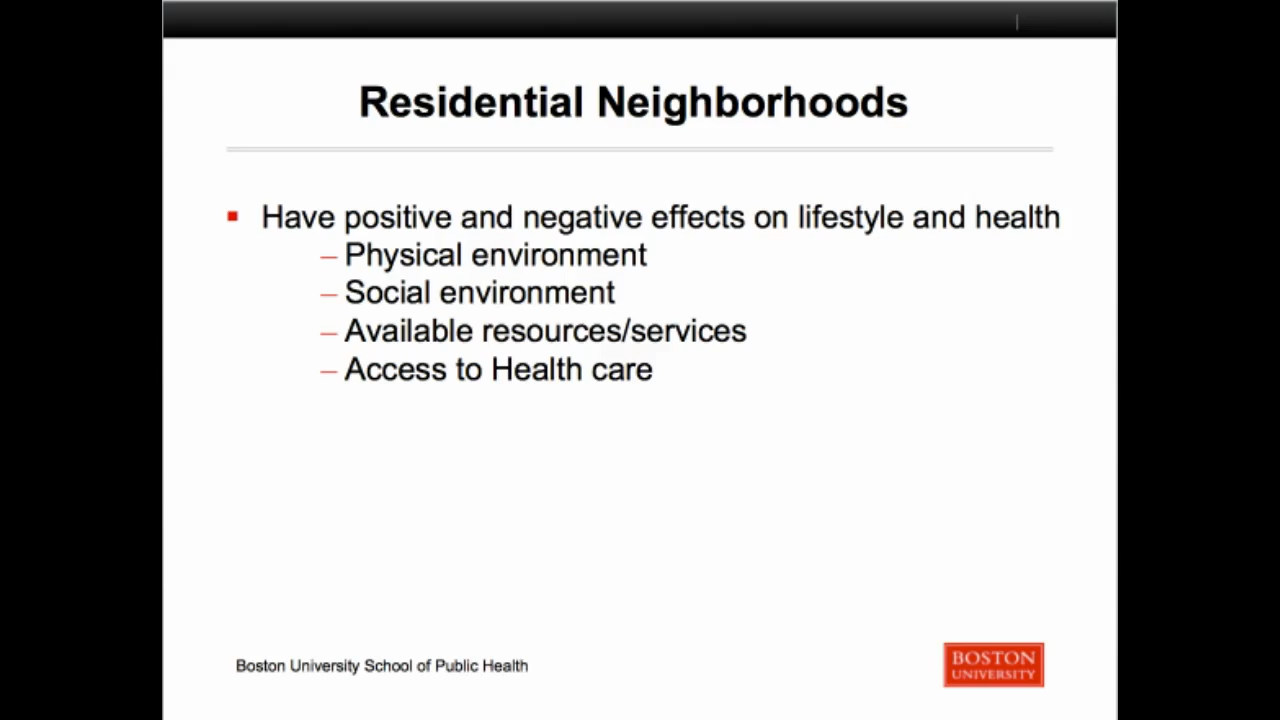 Residential Neighborhoods
▪ Have positive and negative effects on lifestyle and health
– Physical environment
– Social environment
– Available resources/services
– Access to Health care
Boston University School of Public Health
BOSTON
UNIVERSITY